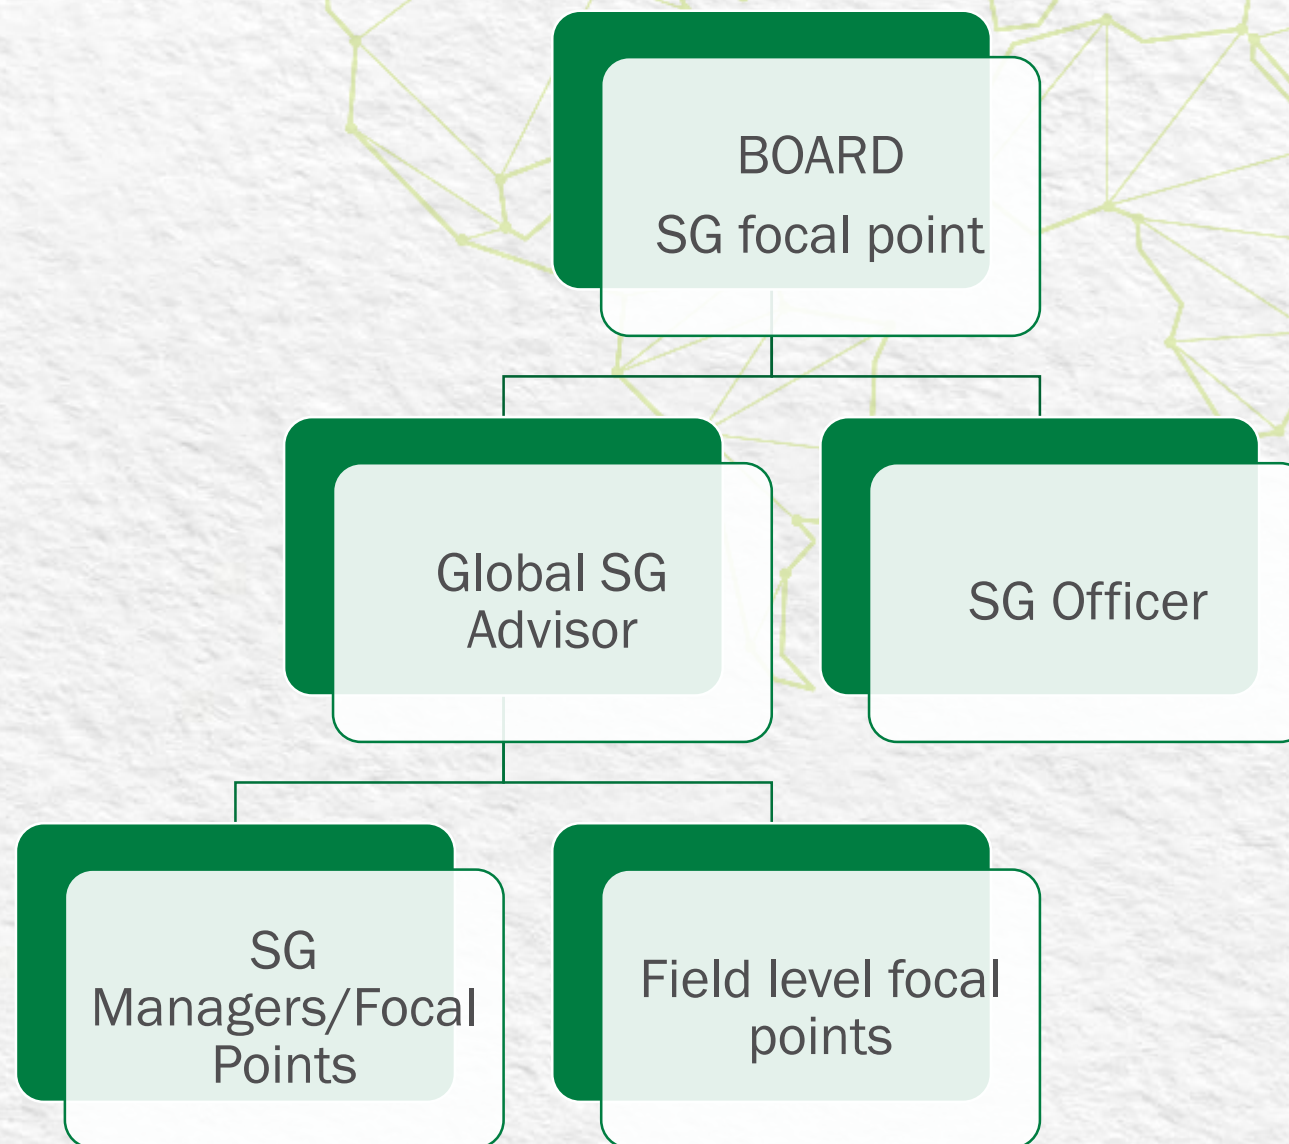 BOARD
SG focal point
Global SG
Advisor
SG Officer
SG
Managers/Focal
Points
Field level focal
points